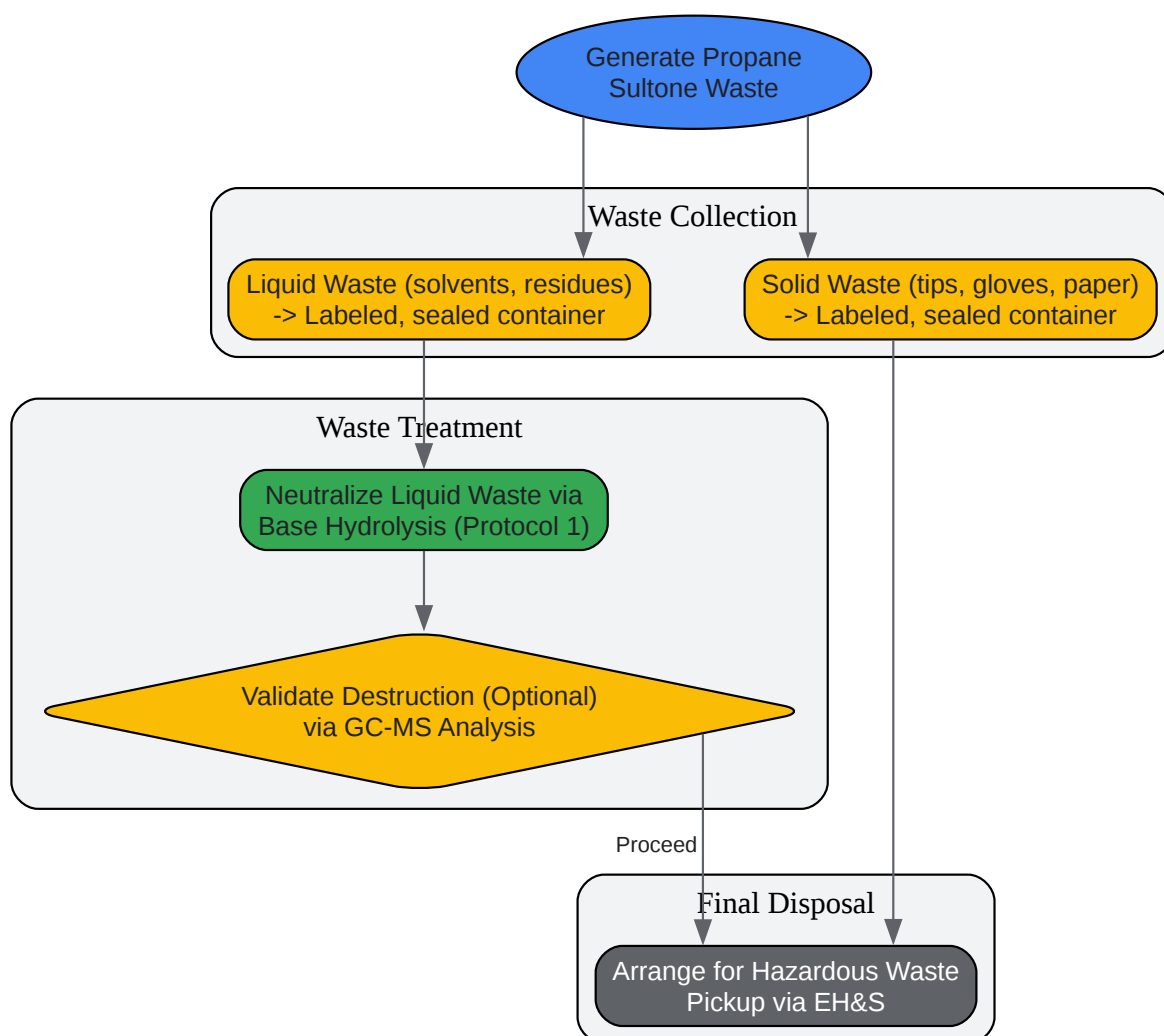 Generate Propane
Sultone Waste
Waste Collection
Liquid Waste (solvents, residues)
-> Labeled, sealed container
Solid Waste (tips, gloves, paper)
-> Labeled, sealed container
Waste Treatment
Neutralize Liquid Waste via
Base Hydrolysis (Protocol 1)
Validate Destruction (Optional)
via GC-MS Analysis
Proceed
Final Disposal
Arrange for Hazardous Waste
Pickup via EH&S